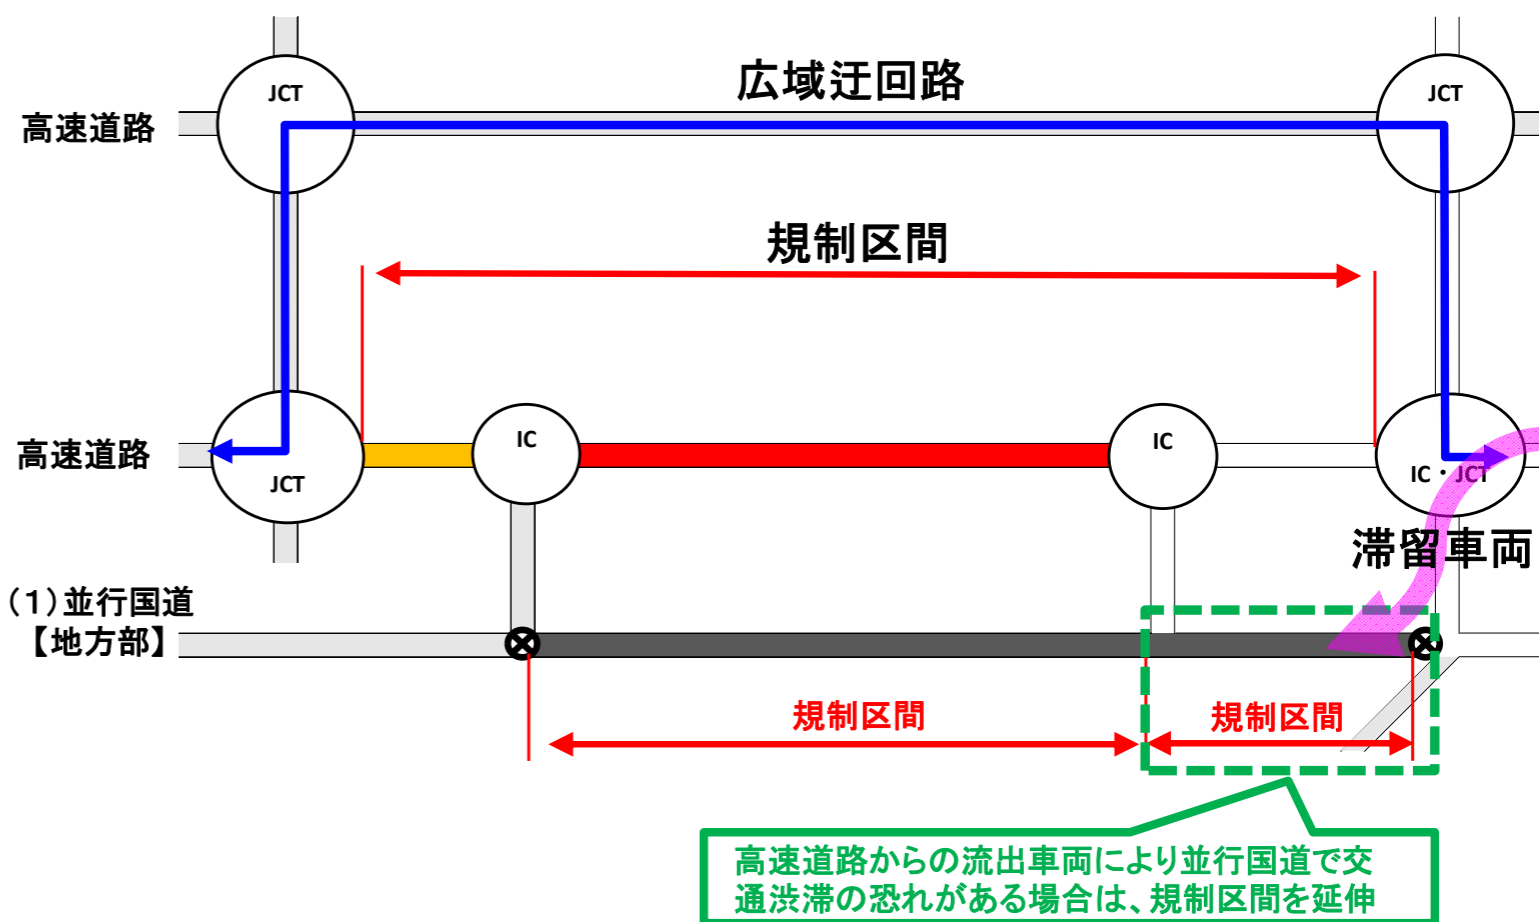 JCT
広域迂回路
JCT
高速道路
規制区間
高速道路
JCT
IC
IC
IC・JCT
滞留車両
(1)並行国道
【地方部】
規制区間
規制区間
高速道路からの流出車両により並行国道で交
通渋滞の恐れがある場合は、規制区間を延伸